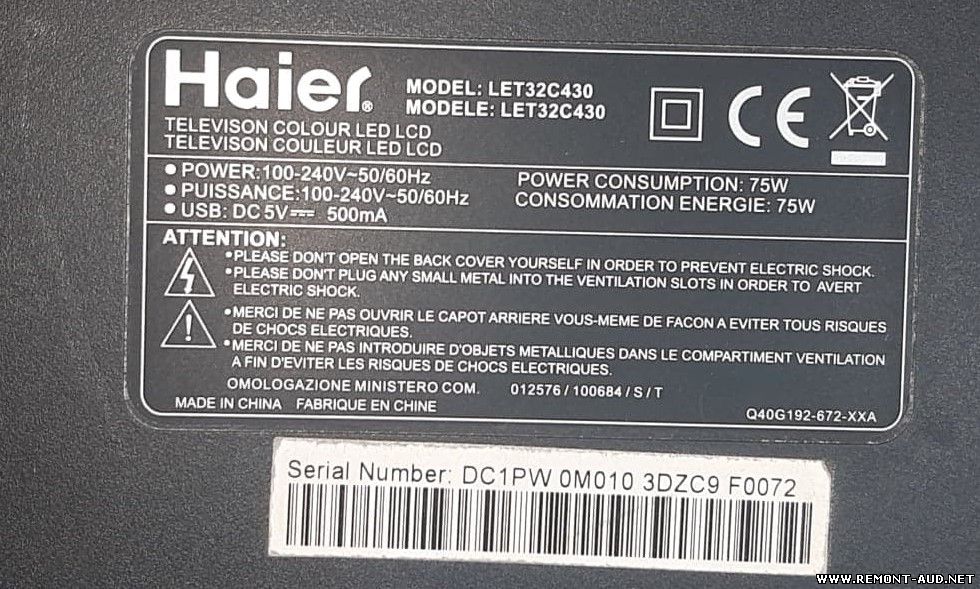 Haier®
MODEL: LET32C430
MODELE: LET32C430
TELEVISON COLOUR LED LCD
TELEVISON COULEUR LED LCD
CE
• POWER:100-240V~50/60Hz
• PUISSANCE:100-240V~50/60Hz
• USB: DC 5V⎓ 500mA
POWER CONSUMPTION: 75W
CONSOMMATION ENERGIE: 75W
ATTENTION:
•PLEASE DON'T OPEN THE BACK COVER YOURSELF IN ORDER TO PREVENT ELECTRIC SHOCK.
•PLEASE DON'T PLUG ANY SMALL METAL INTO THE VENTILATION SLOTS IN ORDER TO AVERT
ELECTRIC SHOCK.
•MERCI DE NE PAS OUVRIR LE CAPOT ARRIERE VOUS-MEME DE FACON A EVITER TOUS RISQUES
DE CHOCS ELECTRIQUES.
•MERCI DE NE PAS INTRODUIRE D'OBJETS METALLIQUES DANS LE COMPARTIMENT VENTILATION
A FIN D'EVITER LES RISQUES DE CHOCS ELECTRIQUES.
OMOLOGAZIONE MINISTERO COM. 012576 / 100684 / S / T
MADE IN CHINA FABRIQUE EN CHINE
Q40G192-672-XXA
Serial Number: DC1PW 0M010 3DZC9 F0072
WWW.REMONT-AUD.NET